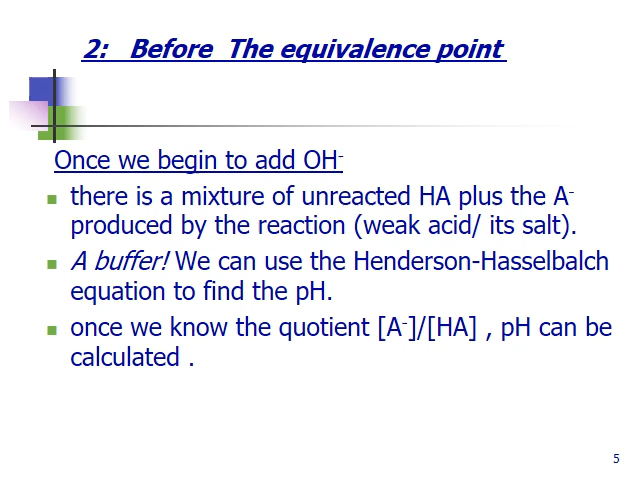 2: Before The equivalence point
Once we begin to add OH-
there is a mixture of unreacted HA plus the A-
produced by the reaction (weak acid/ its salt).
A buffer! We can use the Henderson-Hasselbalch
equation to find the pH.
once we know the quotient [A-]/[HA] , pH can be
calculated .
5